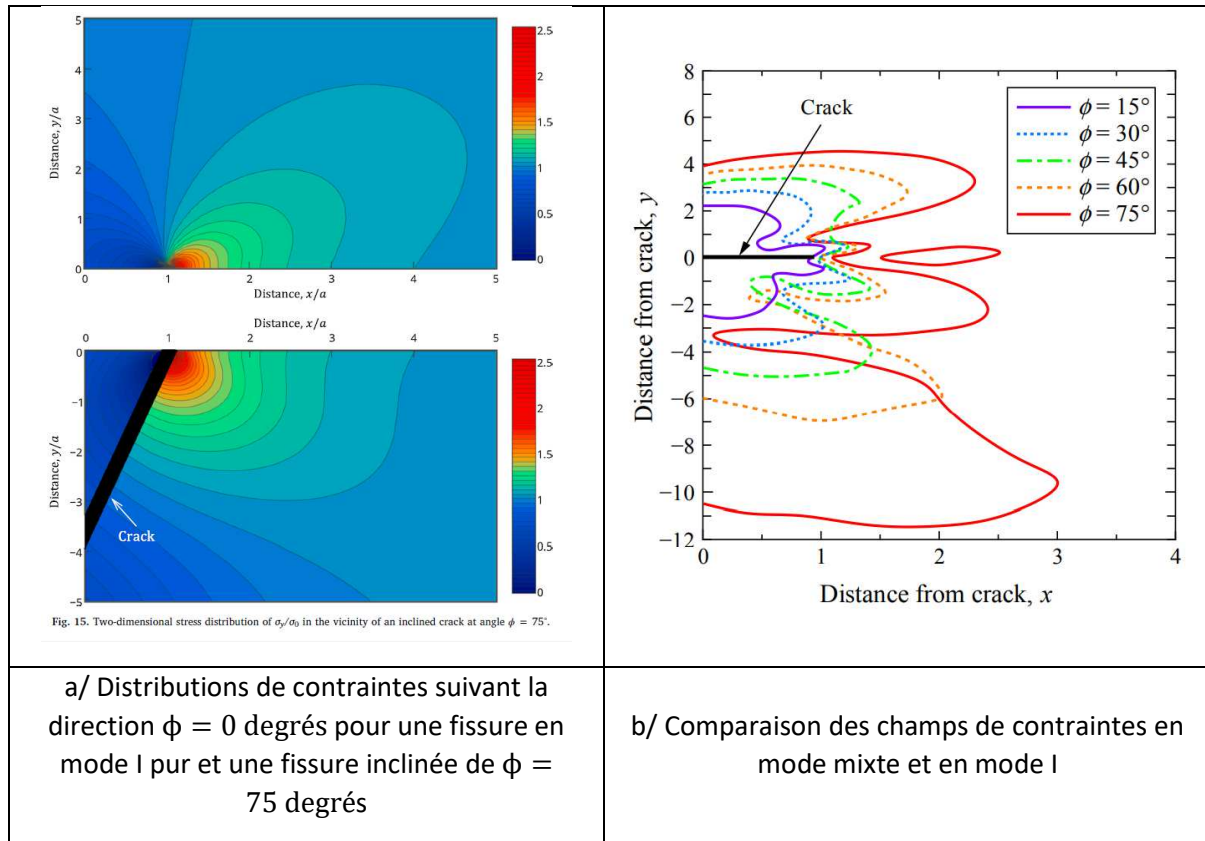 5
4
3
2
1
0
Distance, y/a
0
1
2
3
4
5
Distance, x/a
2.5
2
1.5
1
0.5
0
Distance, x/a
0
1
2
3
4
5
0
−1
−2
−3
−4
−5
Distance, y/a
Crack
2.5
2
1.5
1
0.5
0
Fig. 15. Two-dimensional stress distribution of σy/σ0 in the vicinity of an inclined crack at angle ϕ = 75°.
8
6
4
2
0
−2
−4
−6
−8
−10
−12
Distance from crack, y
Crack
ϕ = 15°
ϕ = 30°
ϕ = 45°
ϕ = 60°
ϕ = 75°
0
1
2
3
4
Distance from crack, x
a/ Distributions de contraintes suivant la
direction ϕ = 0 degrés pour une fissure en
mode I pur et une fissure inclinée de ϕ =
75 degrés
b/ Comparaison des champs de contraintes en
mode mixte et en mode I